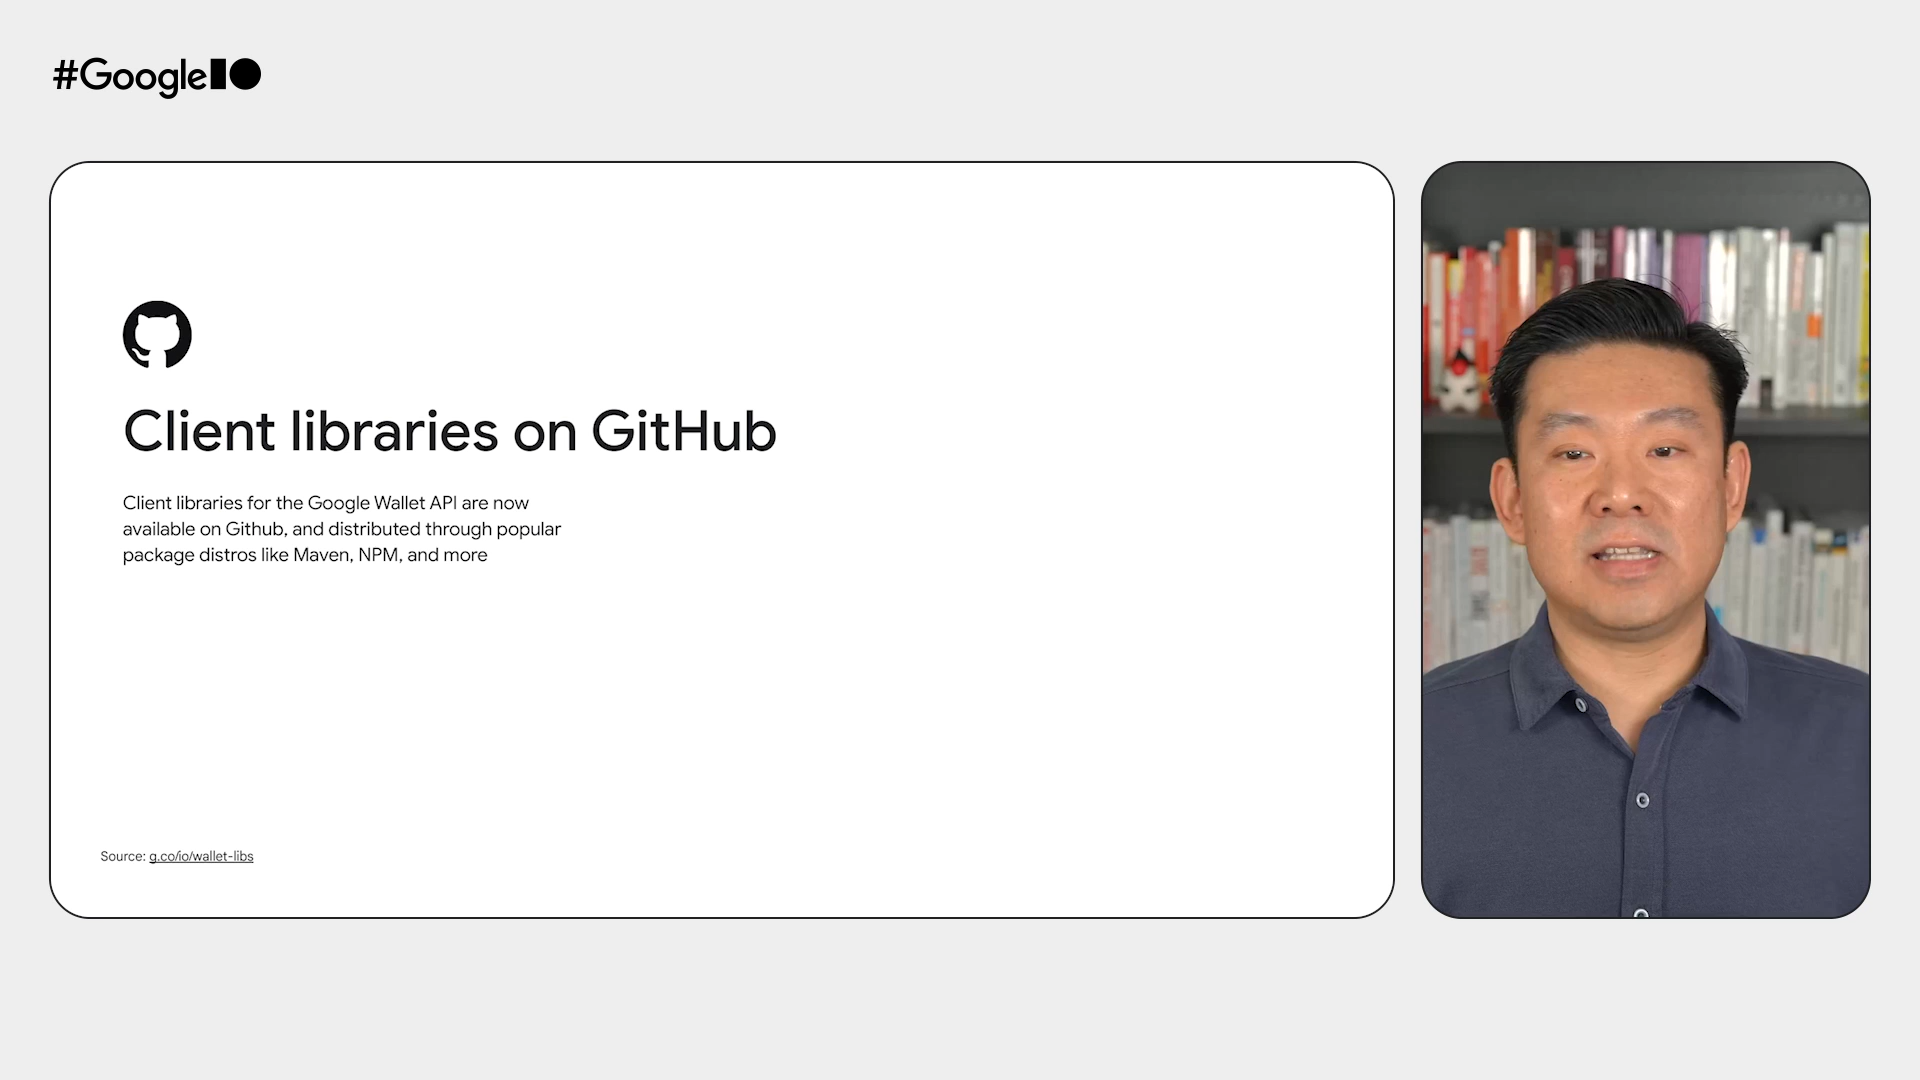 #GoogleIO
Client libraries on GitHub
Client libraries for the Google Wallet API are now
available on Github, and distributed through popular
package distros like Maven, NPM, and more
Source: g.co/io/wallet-libs